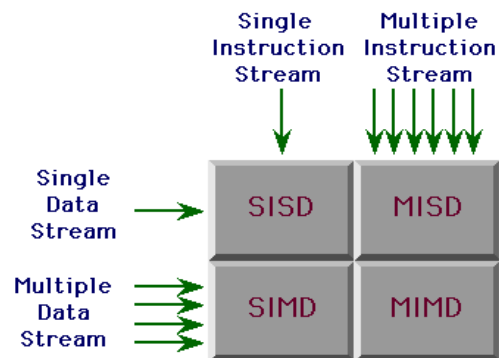 Single
Instruction
Stream
Multiple
Instruction
Stream
Single
Data
Stream
SISD
MISD
Multiple
Data
Stream
SIMD
MIMD